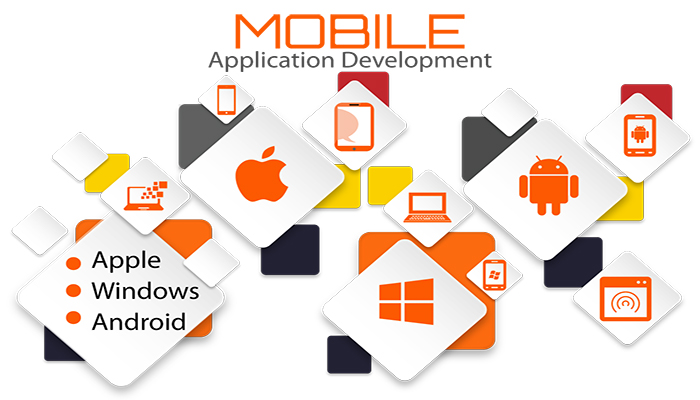 MOBILE
Application Development
Apple
Windows
Android